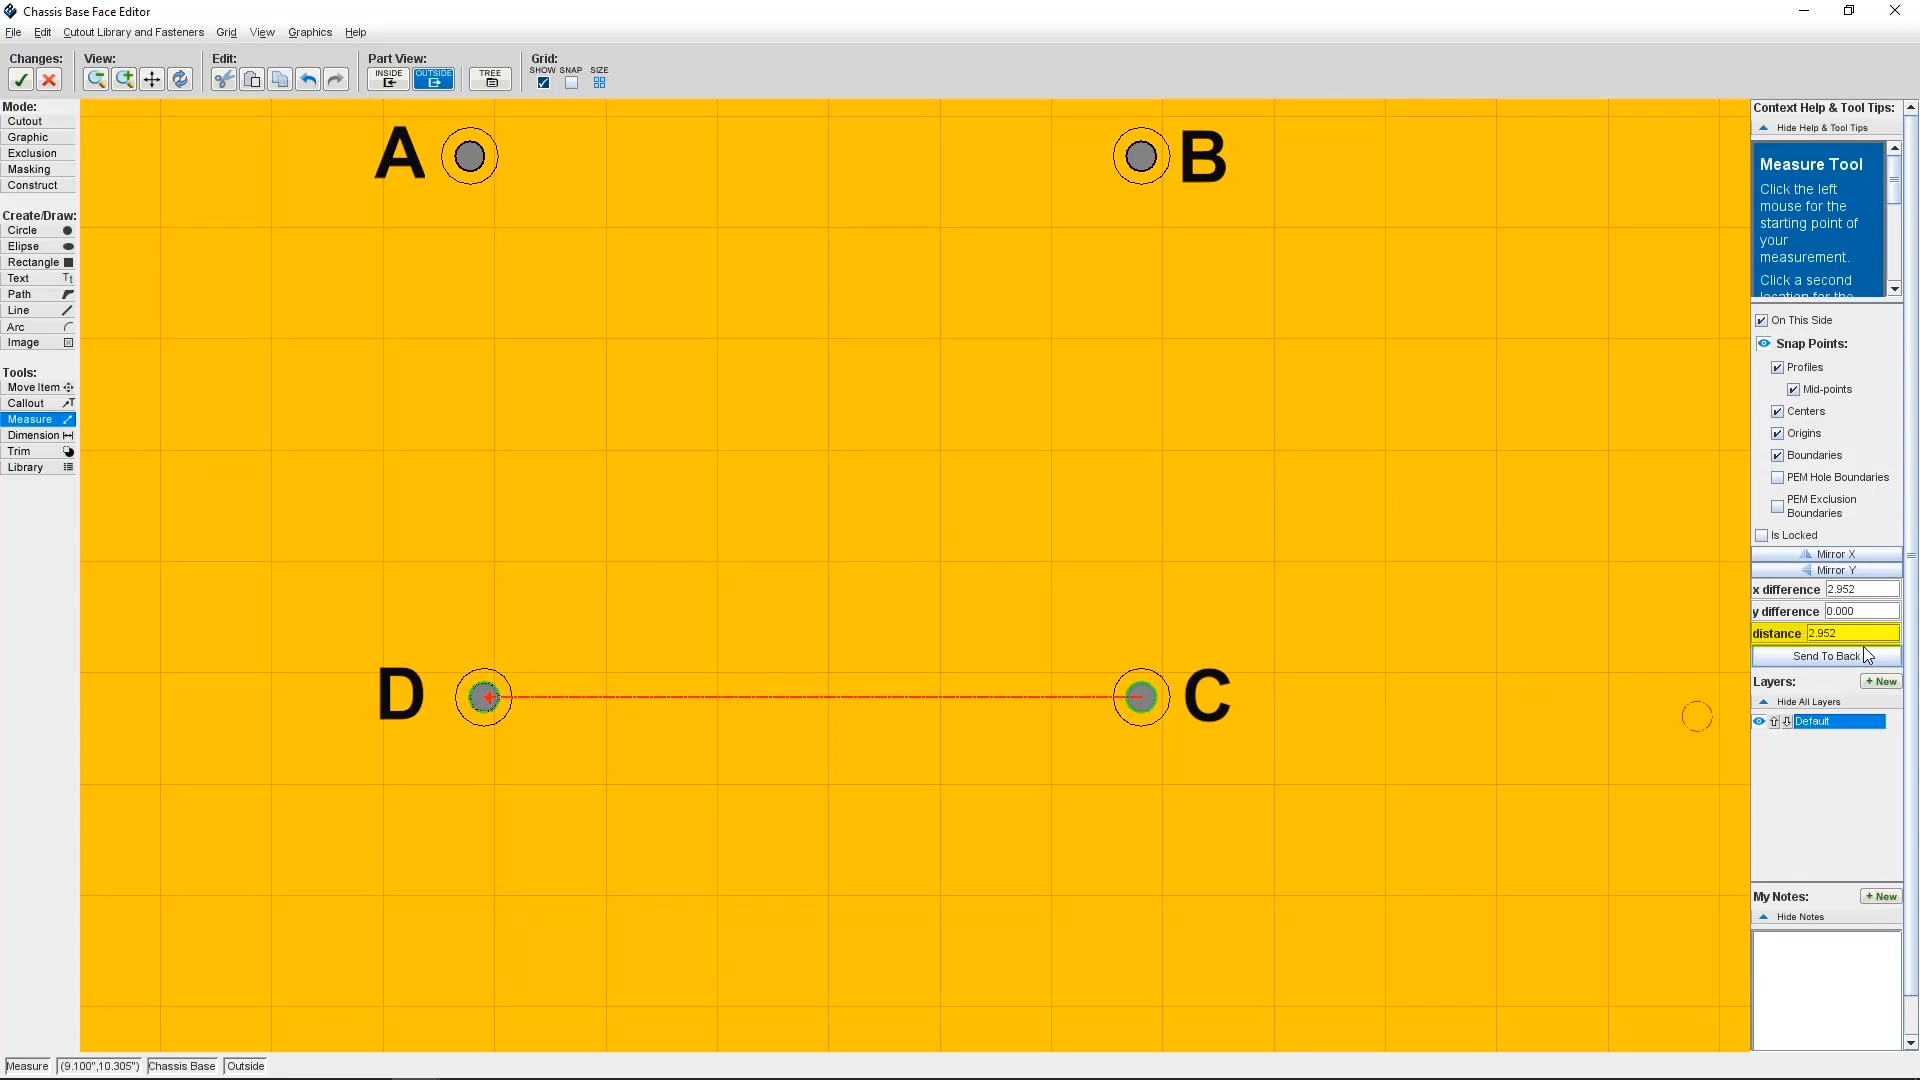 Chassis Base Face Editor
File Edit Cutout Library and Fasteners Grid View Graphics Help
Changes: View: Edit: Part View: Grid:
INSIDE OUTSIDE TREE SHOW SNAP SIZE
Mode:
Cutout
Graphic
Exclusion
Masking
Construct
Create/Draw:
Circle
Elipse
Rectangle
Text Tt
Path
Line
Arc
Image
Tools:
Move Item
Callout
Measure
Dimension
Trim
Library
A
B
D
C
Context Help & Tool Tips:
Hide Help & Tool Tips
Measure Tool
Click the left
mouse for the
starting point of
your
measurement.
Click a second
location for the
On This Side
Snap Points:
Profiles
Mid-points
Centers
Origins
Boundaries
PEM Hole Boundaries
PEM Exclusion
Boundaries
Is Locked
Mirror X
Mirror Y
x difference 2.952
y difference 0.000
distance 2.952
Send To Back
Layers: + New
Hide All Layers
Default
My Notes: + New
Hide Notes
Measure (9.100",10.305") Chassis Base Outside